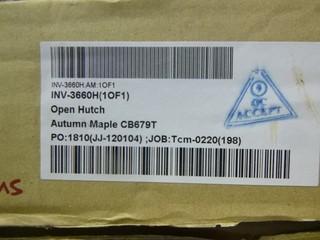 INV-3660H.AM:1OF1
INV-3660H(1OF1)
Open Hutch
Autumn Maple CB679T
PO:1810(JJ-120104) ;JOB:Tcm-0220(198)
QC
ACCEPT